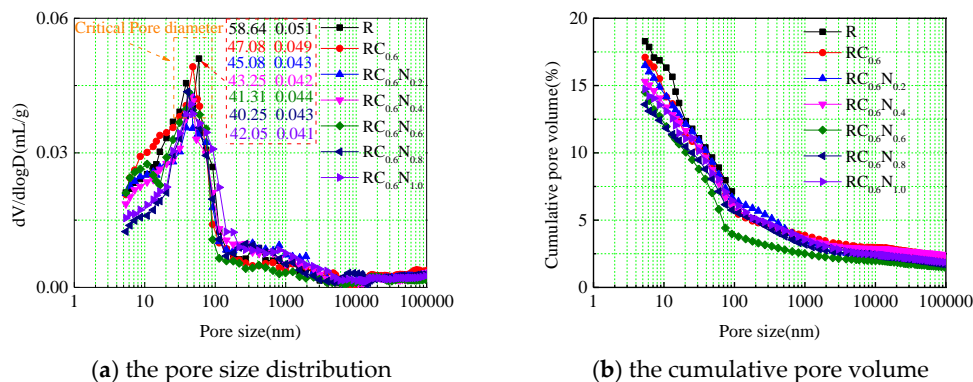 0.06
0.03
0.00
dV/dlogD(mL/g)
Critical Pore diameter
58.64 0.051
47.08 0.049
45.08 0.043
43.25 0.042
41.31 0.044
40.25 0.043
42.05 0.041
R
RC0.6
RC0.6N0.2
RC0.6N0.4
RC0.6N0.6
RC0.6N0.8
RC0.6N1.0
1 10 100 1000 10000 100000
Pore size(nm)
(a) the pore size distribution
20
15
10
5
0
Cumulative pore volume(%)
R
RC0.6
RC0.6N0.2
RC0.6N0.4
RC0.6N0.6
RC0.6N0.8
RC0.6N1.0
1 10 100 1000 10000 100000
Pore size(nm)
(b) the cumulative pore volume